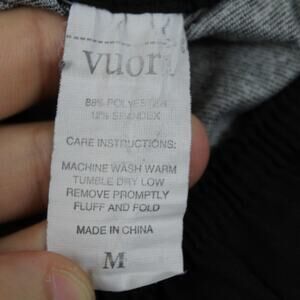 vuori
88% POLYESTER
12% SPANDEX
CARE INSTRUCTIONS:
MACHINE WASH WARM
TUMBLE DRY LOW
REMOVE PROMPTLY
FLUFF AND FOLD
MADE IN CHINA
M